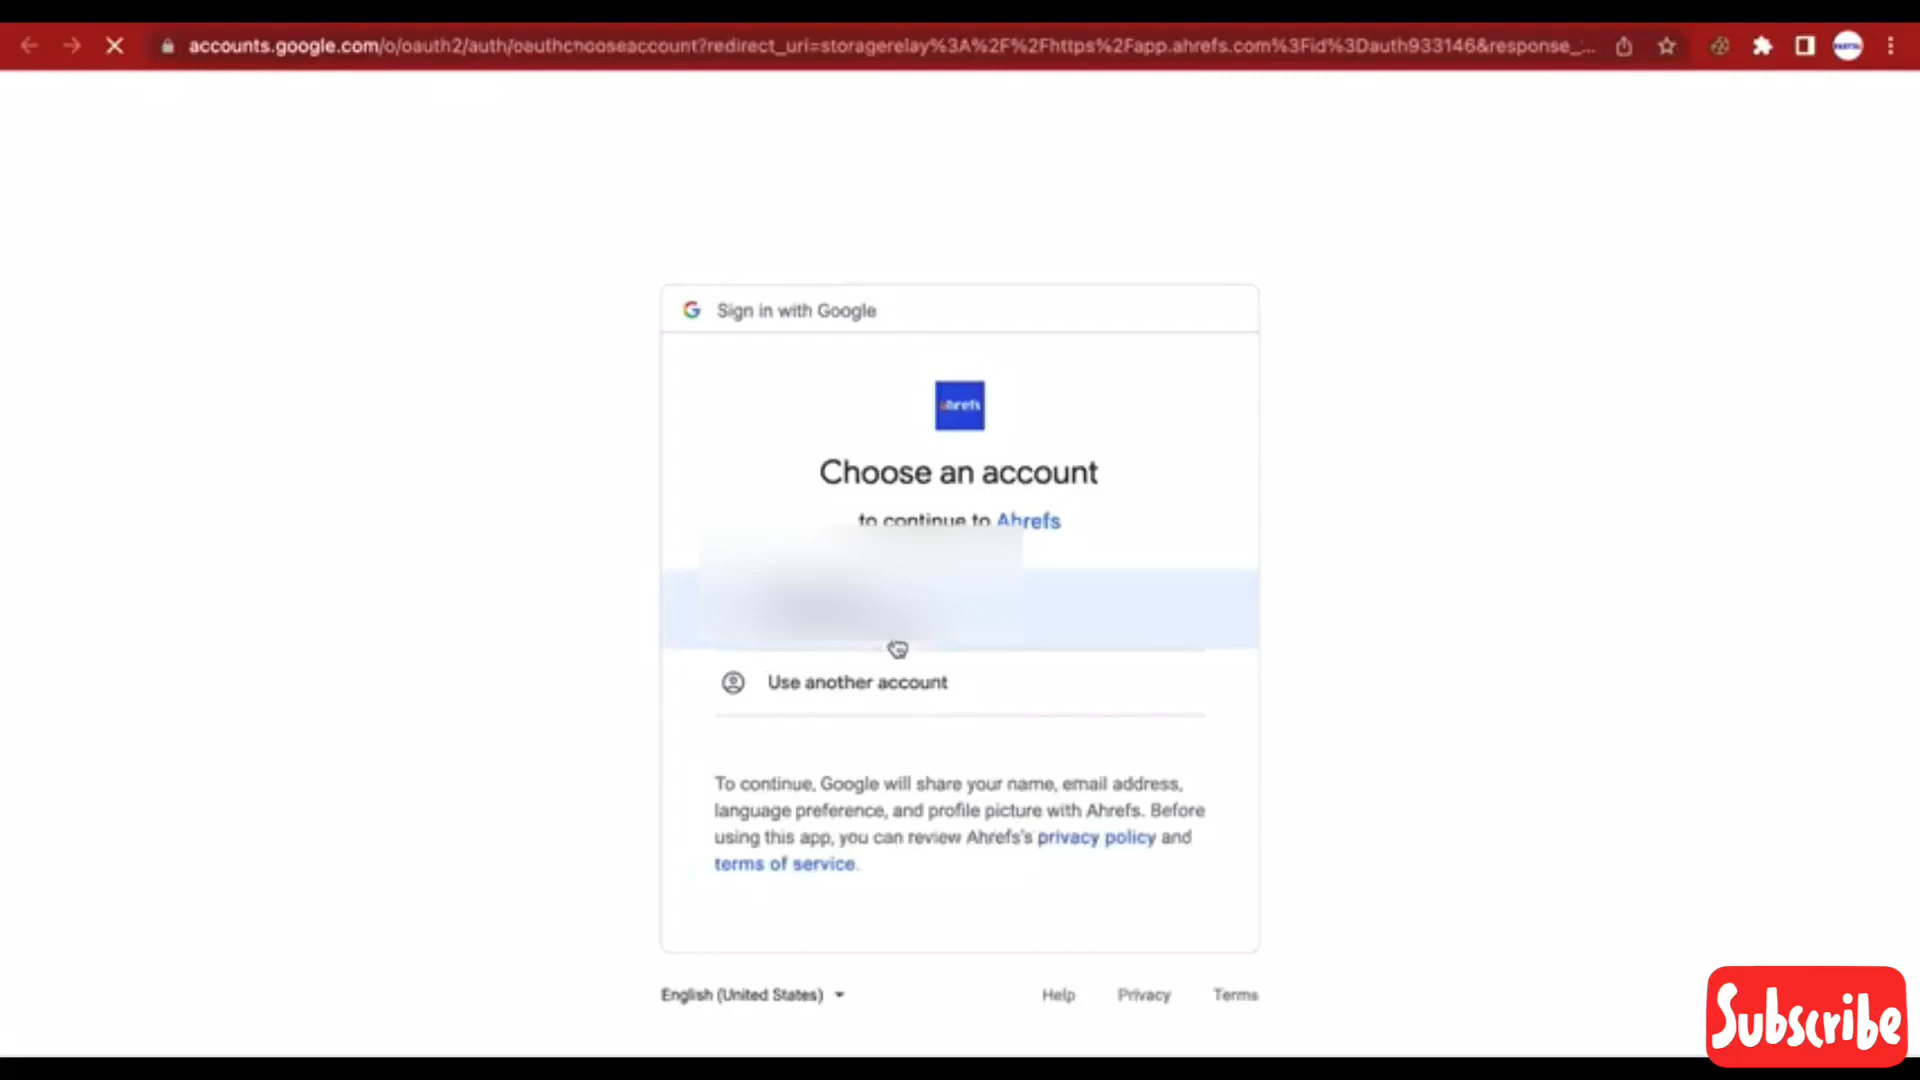 accounts.google.com/o/oauth2/auth/oauthchooseaccount?redirect_uri=storagerelay%3A%2F%2Fhttps%2Fapp.ahrefs.com%3Fid%3Dauth933146&response_...
Sign in with Google
ahrefs
Choose an account
to continue to Ahrefs
Use another account
To continue, Google will share your name, email address,
language preference, and profile picture with Ahrefs. Before
using this app, you can review Ahrefs's privacy policy and
terms of service.
English (United States)
Help
Privacy
Terms
Subscribe